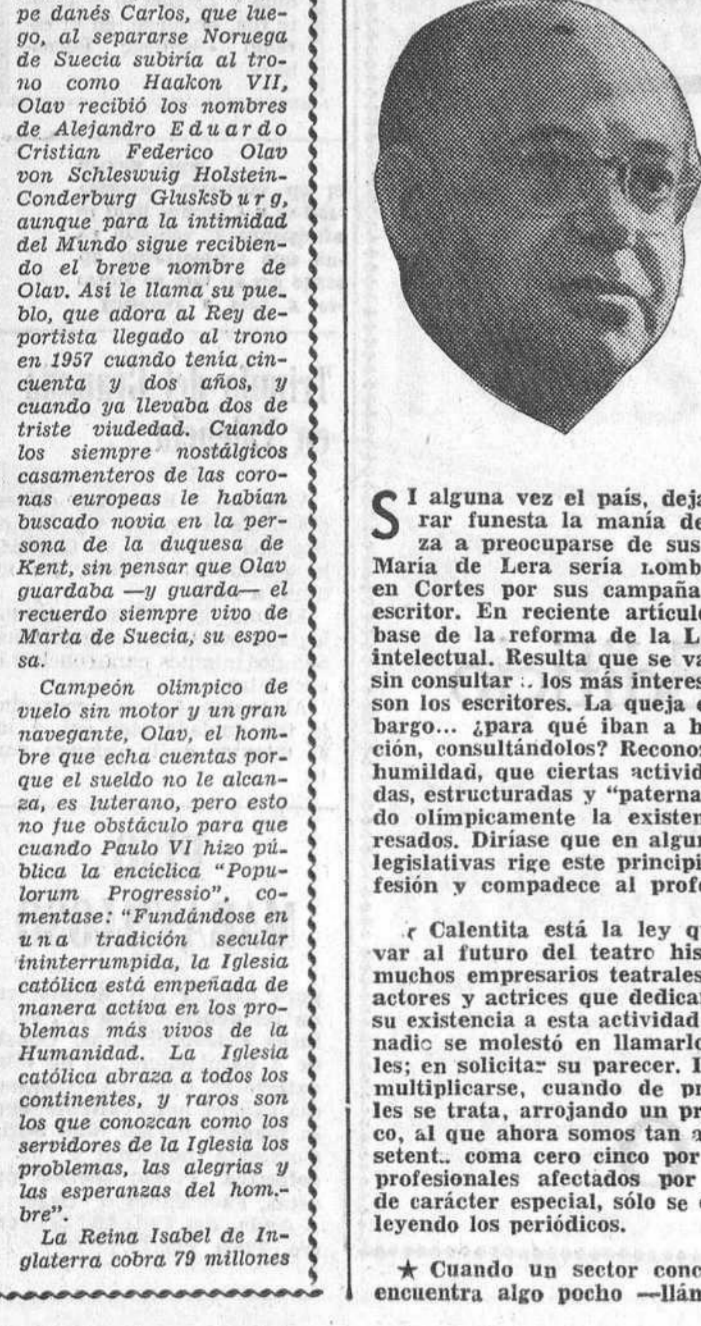 pe danés Carlos, que lue-
go, al separarse Noruega
de Suecia subiría al tro-
no como Haakon VII,
Olav recibió los nombres
de Alejandro Eduardo
Cristian Federico Olav
von Schleswuig Holstein-
Conderburg Glusksburg,
aunque para la intimidad
del Mundo sigue recibien-
do el breve nombre de
Olav. Así le llama su pue-
blo, que adora al Rey de-
portista llegado al trono
en 1957 cuando tenía cin-
cuenta y dos años, y
cuando ya llevaba dos de
triste viudedad. Cuando
los siempre nostálgicos
casamenteros de las coro-
nas europeas le habían
buscado novia en la per-
sona de la duquesa de
Kent, sin pensar que Olav
guardaba —y guarda— el
recuerdo siempre vivo de
Marta de Suecia, su espo-
sa.
Campeón olímpico de
vuelo sin motor y un gran
navegante, Olav, el hom-
bre que echa cuentas por-
que el sueldo no le alcan-
za, es luterano, pero esto
no fue obstáculo para que
cuando Paulo VI hizo pú-
blica la encíclica "Popu-
lorum Progressio", co-
mentase: "Fundándose en
una tradición secular
ininterrumpida, la Iglesia
católica está empeñada de
manera activa en los pro-
blemas más vivos de la
Humanidad. La Iglesia
católica abraza a todos los
continentes, y raros son
los que conozcan como los
servidores de la Iglesia los
problemas, las alegrías y
las esperanzas del hom.-
bre".
La Reina Isabel de In-
glaterra cobra 79 millones
SI alguna vez el país, deja
rar funesta la manía de
za a preocuparse de sus
María de Lera sería nomb
en Cortes por sus campaña
escritor. En reciente artícul
base de la reforma de la L
intelectual. Resulta que se va
sin consultar los más interes
son los escritores. La queja
bargo... ¿para qué iban a h
ción, consultándolos? Recono
humildad, que ciertas activid
das, estructuradas y "paterna
do olímpicamente la existen
resados. Diríase que en algun
legislativas rige este principi
fesión y compadece al profe
Calentita está la ley q
var al futuro del teatro his
muchos empresarios teatrales
actores y actrices que dedica
su existencia a esta actividad
nadie se molestó en llamarlo
les; en solicitar su parecer.
multiplicarse, cuando de pr
les se trata, arrojando un pr
co, al que ahora somos tan a
setent.. coma cero cinco por
profesionales afectados por
de carácter especial, sólo se
leyendo los periódicos.
★ Cuando un sector conc
encuentra algo pocho —llán